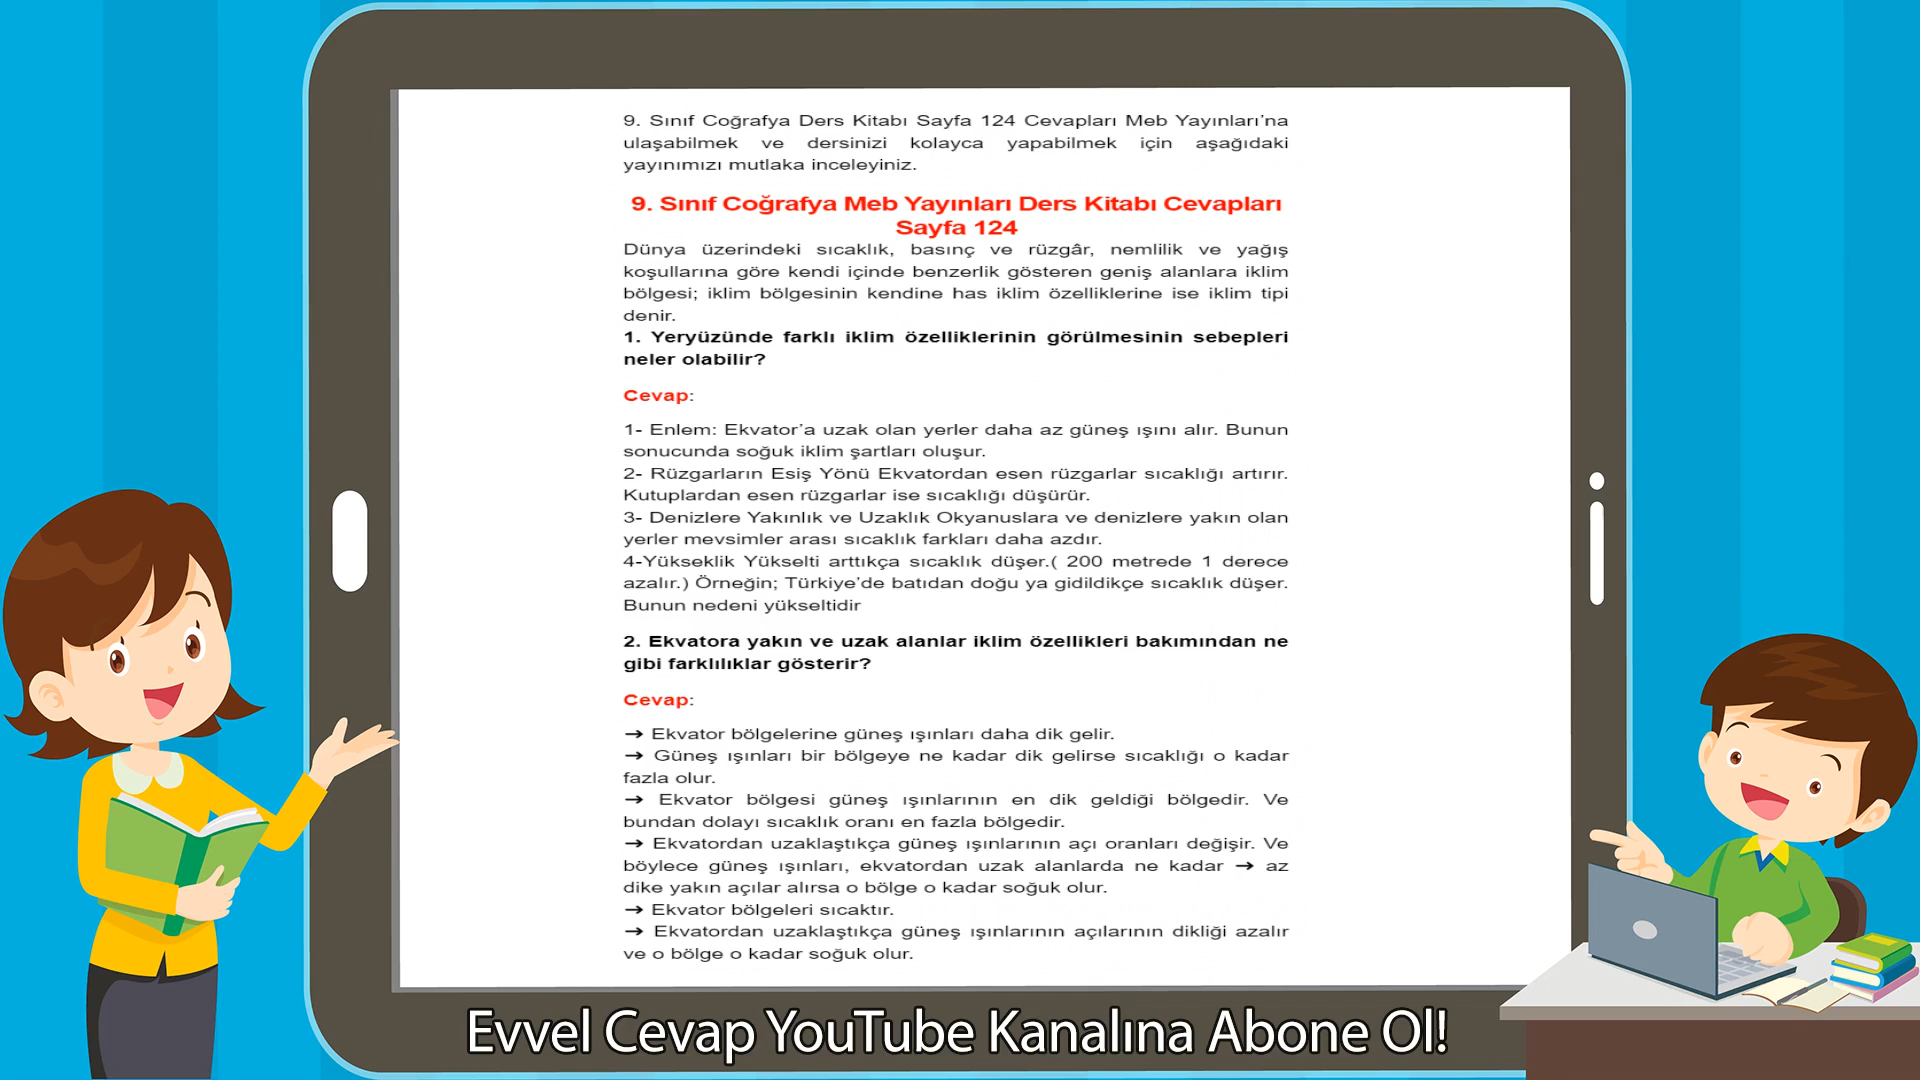 9. Sınıf Coğrafya Ders Kitabı Sayfa 124 Cevapları Meb Yayınları’na
ulaşabilmek ve dersinizi kolayca yapabilmek için aşağıdaki
yayınımızı mutlaka inceleyiniz.
9. Sınıf Coğrafya Meb Yayınları Ders Kitabı Cevapları
Sayfa 124
Dünya üzerindeki sıcaklık, basınç ve rüzgâr, nemlilik ve yağış
koşullarına göre kendi içinde benzerlik gösteren geniş alanlara iklim
bölgesi; iklim bölgesinin kendine has iklim özelliklerine ise iklim tipi
denir.
1. Yeryüzünde farklı iklim özelliklerinin görülmesinin sebepleri
neler olabilir?
Cevap:
1- Enlem: Ekvator’a uzak olan yerler daha az güneş ışını alır. Bunun
sonucunda soğuk iklim şartları oluşur.
2- Rüzgarların Esiş Yönü Ekvatordan esen rüzgarlar sıcaklığı artırır.
Kutuplardan esen rüzgarlar ise sıcaklığı düşürür.
3- Denizlere Yakınlık ve Uzaklık Okyanuslara ve denizlere yakın olan
yerler mevsimler arası sıcaklık farkları daha azdır.
4-Yükseklik Yükselti arttıkça sıcaklık düşer.( 200 metrede 1 derece
azalır.) Örneğin; Türkiye’de batıdan doğu ya gidildikçe sıcaklık düşer.
Bunun nedeni yükseltidir
2. Ekvatora yakın ve uzak alanlar iklim özellikleri bakımından ne
gibi farklılıklar gösterir?
Cevap:
→ Ekvator bölgelerine güneş ışınları daha dik gelir.
→ Güneş ışınları bir bölgeye ne kadar dik gelirse sıcaklığı o kadar
fazla olur.
→ Ekvator bölgesi güneş ışınlarının en dik geldiği bölgedir. Ve
bundan dolayı sıcaklık oranı en fazla bölgedir.
→ Ekvatordan uzaklaştıkça güneş ışınlarının açı oranları değişir. Ve
böylece güneş ışınları, ekvatordan uzak alanlarda ne kadar → az
dike yakın açılar alırsa o bölge o kadar soğuk olur.
→ Ekvator bölgeleri sıcaktır.
→ Ekvatordan uzaklaştıkça güneş ışınlarının açılarının dikliği azalır
ve o bölge o kadar soğuk olur.
Evvel Cevap YouTube Kanalına Abone Ol!